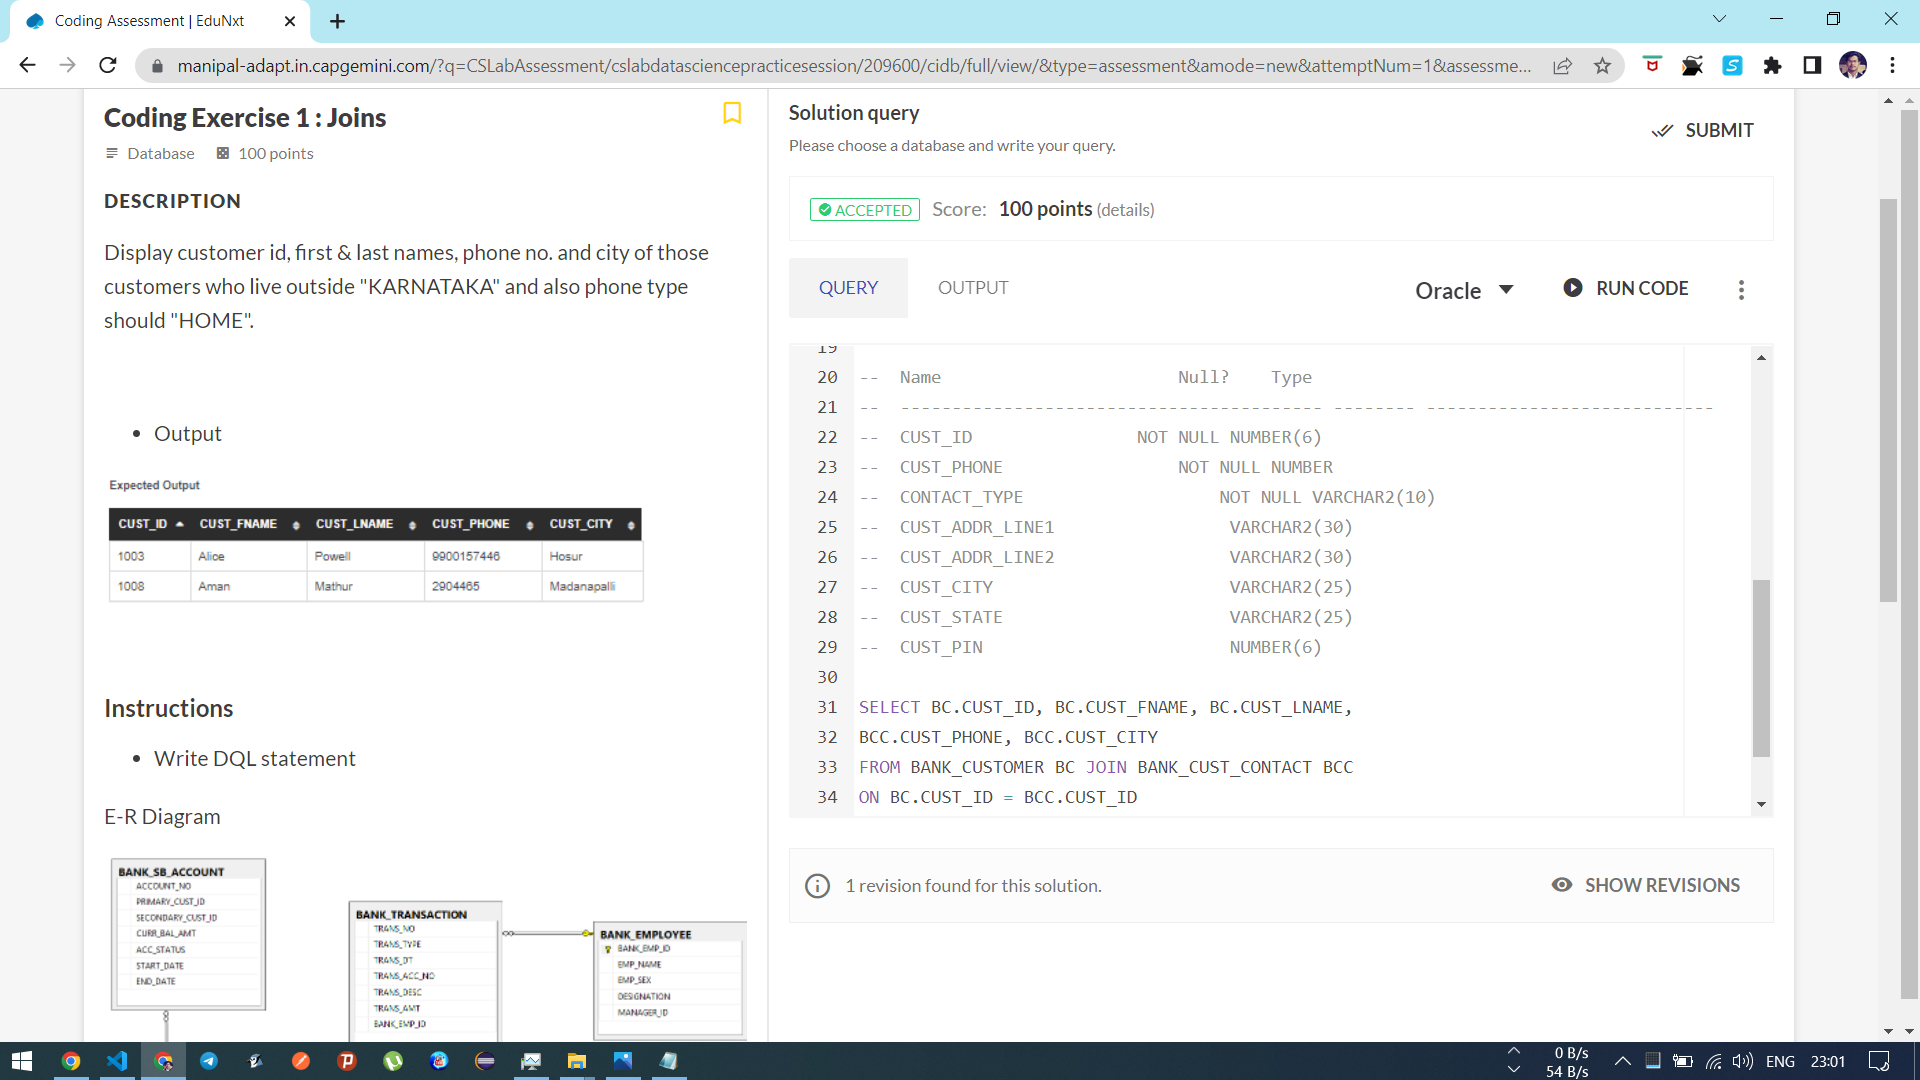 Coding Assessment | EduNxt
manipal-adapt.in.capgemini.com/?q=CSLabAssessment/cslabdatasciencepracticesession/209600/cidb/full/view/&type=assessment&amode=new&attemptNum=1&assessme...
Coding Exercise 1 : Joins
Database 100 points
DESCRIPTION
Display customer id, first & last names, phone no. and city of those
customers who live outside "KARNATAKA" and also phone type
should "HOME".
• Output
Expected Output
CUST_ID CUST_FNAME CUST_LNAME CUST_PHONE CUST_CITY
1003 Alice Powell 9900157446 Hosur
1008 Aman Mathur 2904465 Madanapalli
Instructions
• Write DQL statement
E-R Diagram
BANK_SB_ACCOUNT
ACCOUNT_NO
PRIMARY_CUST_ID
SECONDARY_CUST_ID
CURR_BAL_AMT
ACC_STATUS
START_DATE
END_DATE
BANK_TRANSACTION
TRANS_NO
TRANS_TYPE
TRANS_DT
TRANS_ACC_NO
TRANS_DESC
TRANS_AMT
BANK_EMP_ID
BANK_EMPLOYEE
BANK_EMP_ID
EMP_NAME
EMP_SEX
DESIGNATION
MANAGER_ID
Solution query
Please choose a database and write your query.
SUBMIT
ACCEPTED Score: 100 points (details)
QUERY OUTPUT Oracle RUN CODE
19
20 -- Name Null? Type
21 -- ----------------------------------------- -------- ----------------------------
22 -- CUST_ID NOT NULL NUMBER(6)
23 -- CUST_PHONE NOT NULL NUMBER
24 -- CONTACT_TYPE NOT NULL VARCHAR2(10)
25 -- CUST_ADDR_LINE1 VARCHAR2(30)
26 -- CUST_ADDR_LINE2 VARCHAR2(30)
27 -- CUST_CITY VARCHAR2(25)
28 -- CUST_STATE VARCHAR2(25)
29 -- CUST_PIN NUMBER(6)
30
31 SELECT BC.CUST_ID, BC.CUST_FNAME, BC.CUST_LNAME,
32 BCC.CUST_PHONE, BCC.CUST_CITY
33 FROM BANK_CUSTOMER BC JOIN BANK_CUST_CONTACT BCC
34 ON BC.CUST_ID = BCC.CUST_ID
1 revision found for this solution. SHOW REVISIONS
0 B/s
54 B/s
ENG 23:01